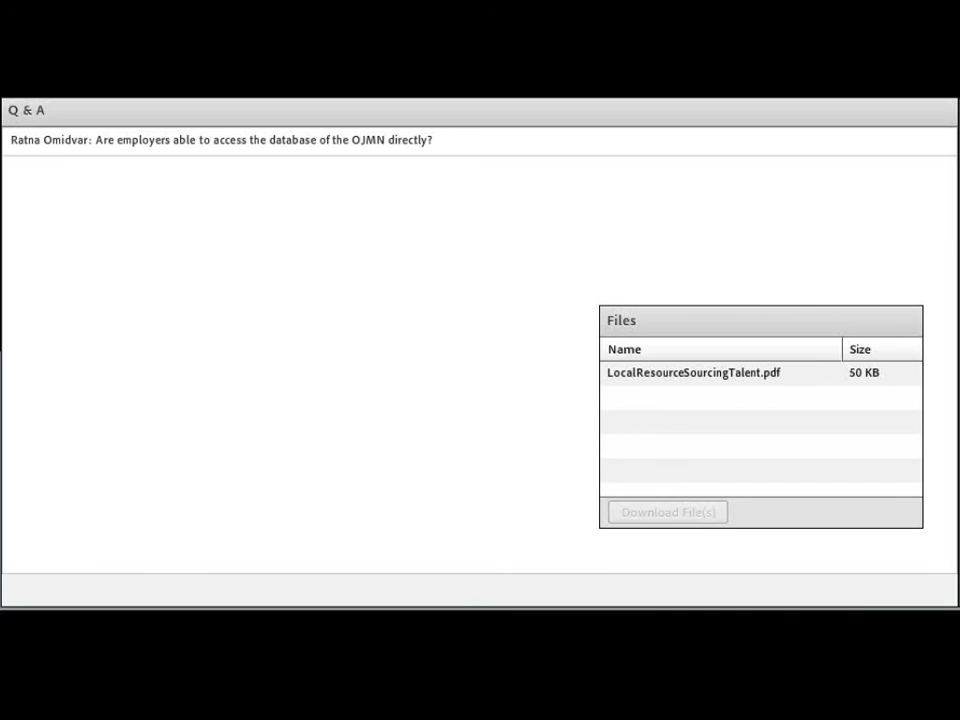 Q & A
Ratna Omidvar: Are employers able to access the database of the OJMN directly?
Files
Name Size
LocalResourceSourcingTalent.pdf 50 KB
Download File(s)